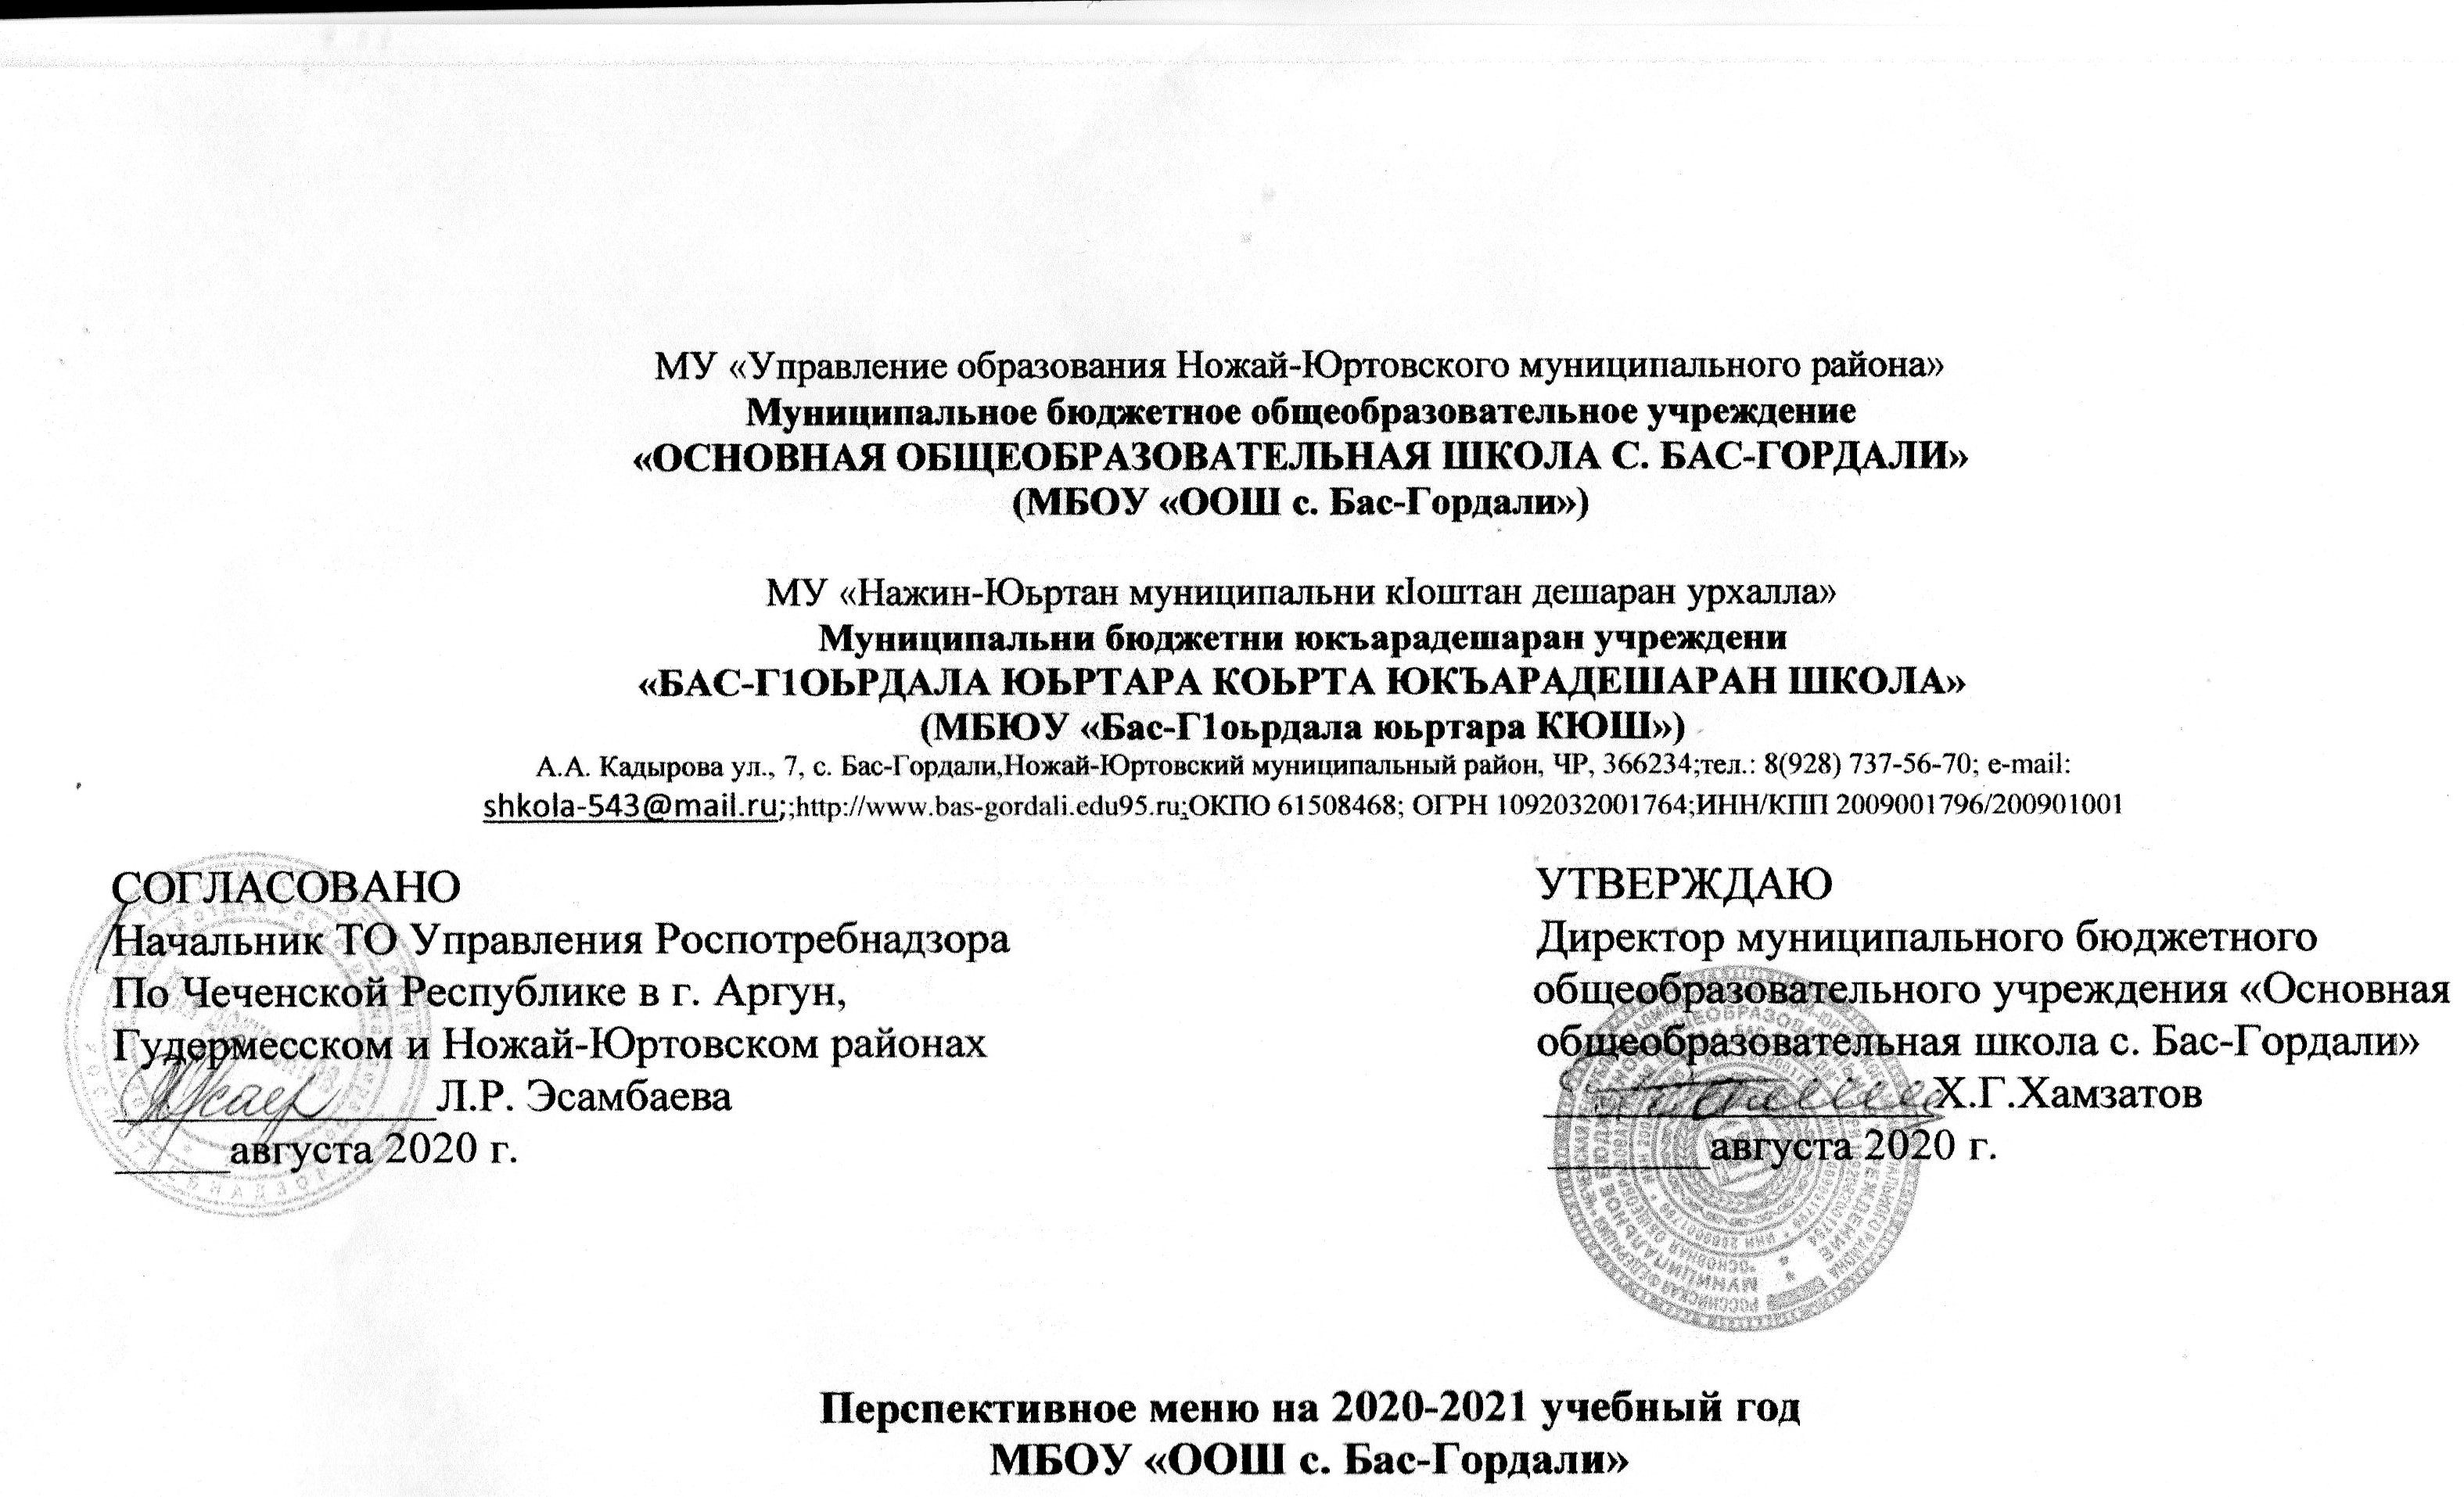 МУ «Управление образования Ножай-Юртовского муниципального района»
Муниципальное бюджетное общеобразовательное учреждение
«ОСНОВНАЯ ОБЩЕОБРАЗОВАТЕЛЬНАЯ ШКОЛА С. БАС-ГОРДАЛИ»
(МБОУ «ООШ с. Бас-Гордали»)
МУ «Нажин-Юьртан муниципальни кӀоштан дешаран урхалла»
Муниципальни бюджетни юкъарадешаран учреждени
«БАС-Г1ОЬРДАЛА ЮЬРТАРА КОЬРТА ЮКЪАРАДЕШАРАН ШКОЛА»
(МБЮУ «Бас-Г1оьрдала юьртара КЮШ»)
А.А. Кадырова ул., 7, с. Бас-Гордали,Ножай-Юртовский муниципальный район, ЧР, 366234;тел.: 8(928) 737-56-70; e-mail:
shkola-543@mail.ru;;http://www.bas-gordali.edu95.ru;ОКПО 61508468; ОГРН 1092032001764;ИНН/КПП 2009001796/200901001
СОГЛАСОВАНО
Начальник ТО Управления Роспотребнадзора
По Чеченской Республике в г. Аргун,
Гудермесском и Ножай-Юртовском районах
Л.Р. Эсамбаева
августа 2020 г.
УТВЕРЖДАЮ
Директор муниципального бюджетного
общеобразовательного учреждения «Основная
общеобразовательная школа с. Бас-Гордали»
Х.Г.Хамзатов
августа 2020 г.
Перспективное меню на 2020-2021 учебный год
МБОУ «ООШ с. Бас-Гордали»